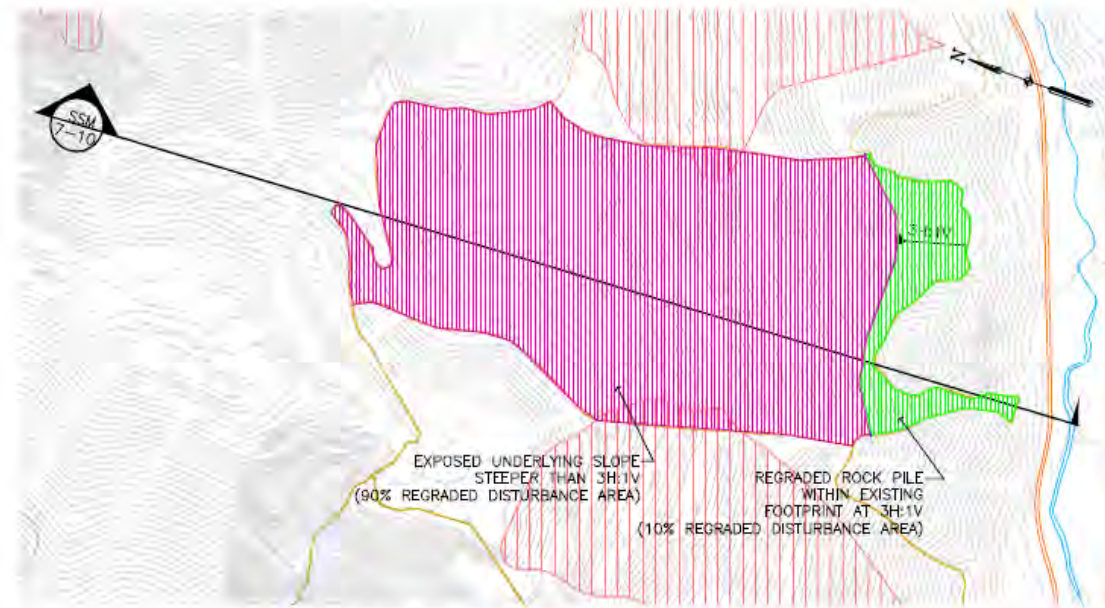 SSM
7-10
N
3H:1V
EXPOSED UNDERLYING SLOPE
STEEPER THAN 3H:1V
(90% REGRADED DISTURBANCE AREA)
REGRADED ROCK PILE
WITHIN EXISTING
FOOTPRINT AT 3H:1V
(10% REGRADED DISTURBANCE AREA)